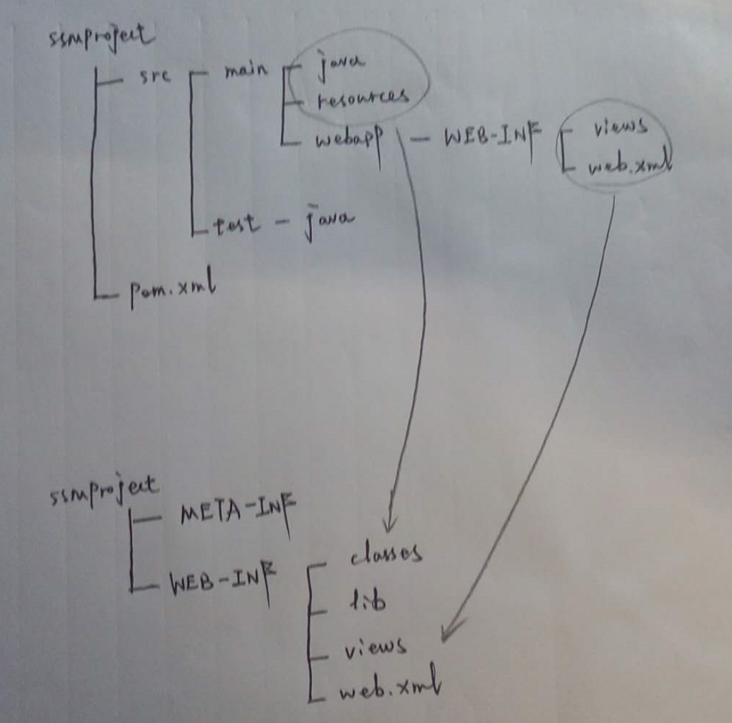 ssmproject
src main java
resources
webapp - WEB-INF views
web.xml
test - java
pom.xml
ssmproject
META-INF
WEB-INF classes
lib
views
web.xml